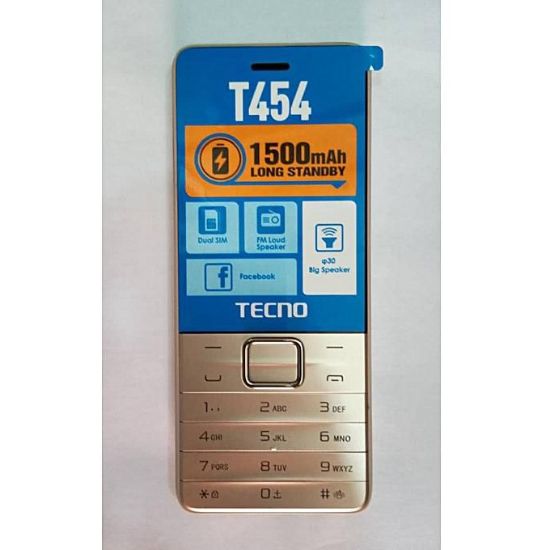 T454
1500mAh
LONG STANDBY
Dual SIM
FM Loud
Speaker
φ30
Big Speaker
f
Facebook
TECNO
1..
2 ABC
3 DEF
4 GHI
5 JKL
6 MNO
7 PQRS
8 TUV
9 WXYZ
*
0
#